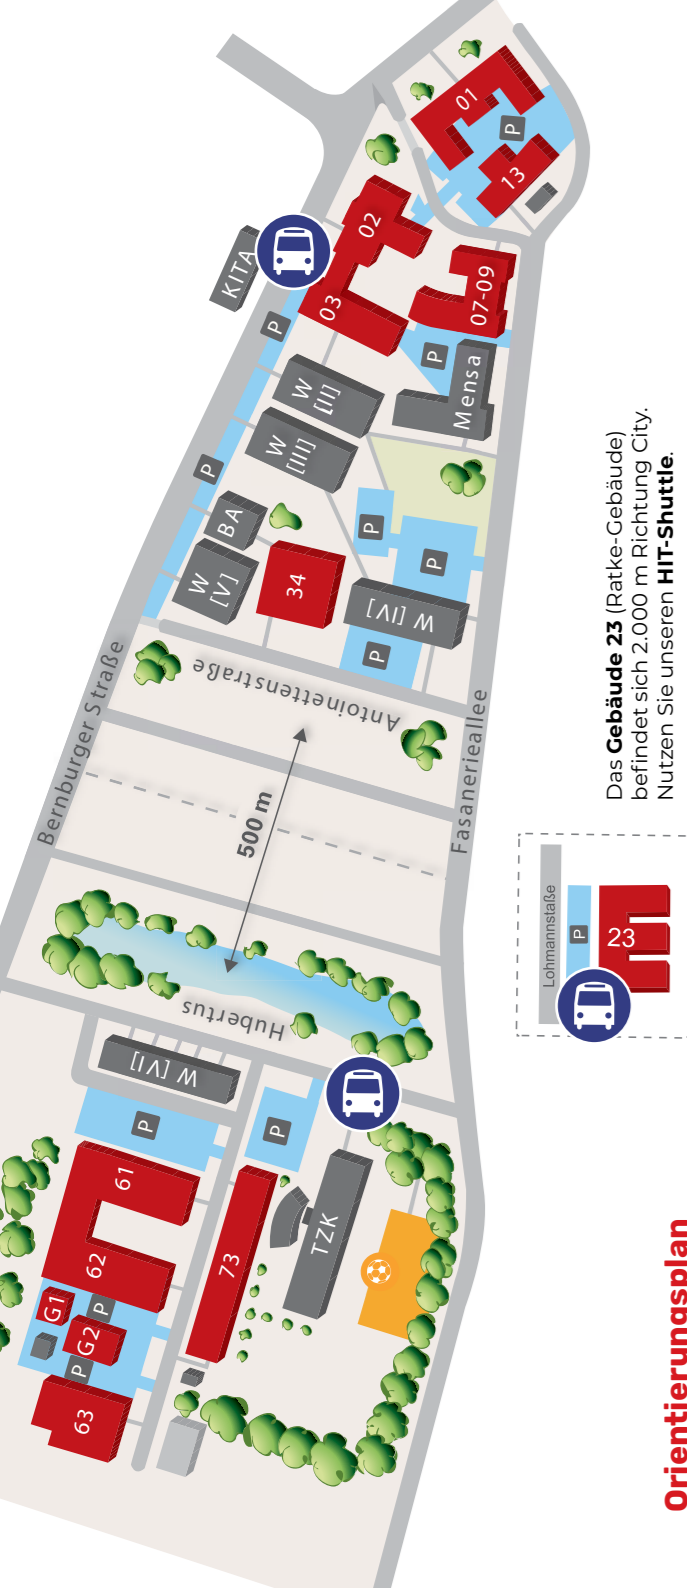 01
P
13
02
KITA
03
07-09
P
P
Mensa
W
[II]
W
[III]
P
BA
P
P
W
[V]
34
W [IV]
P
Antoinettenstraße
Bernburger Straße
Fasanerieallee
500 m
Hubertus
W [VI]
P
P
61
62
73
TZK
G1
P
G2
P
63
Lohmannstaße
P
23
Das Gebäude 23 (Ratke-Gebäude)
befindet sich 2.000 m Richtung City.
Nutzen Sie unseren HIT-Shuttle.
Orientierungsplan